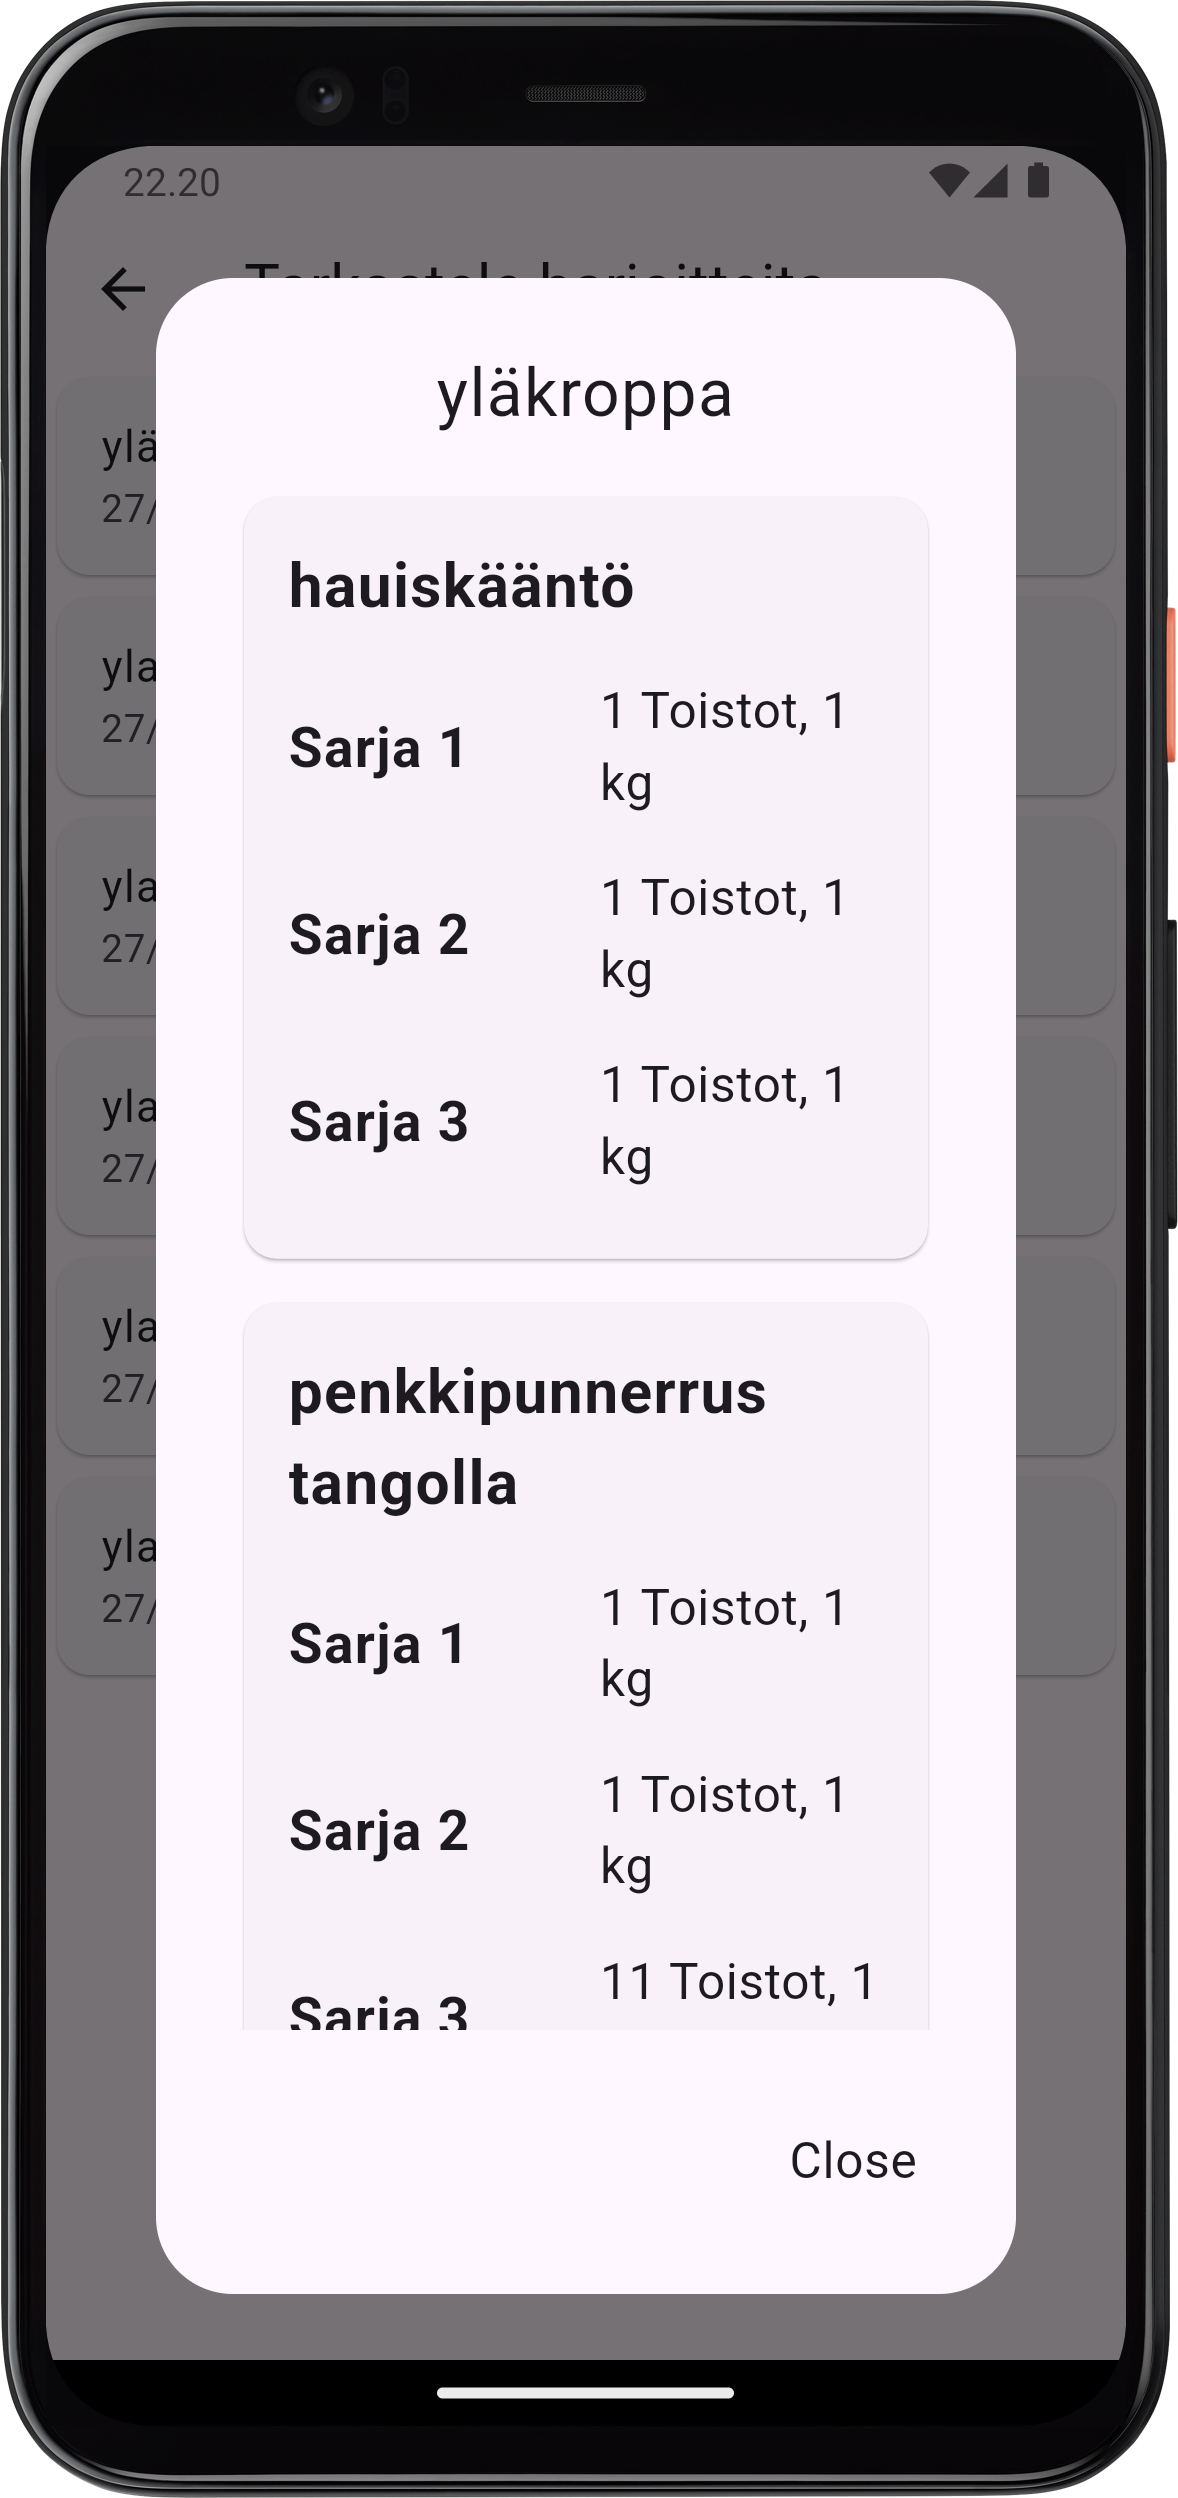 22.20
yläkroppa
hauiskääntö
Sarja 1
1 Toistot, 1
kg
Sarja 2
1 Toistot, 1
kg
Sarja 3
1 Toistot, 1
kg
penkkipunnerrus
tangolla
Sarja 1
1 Toistot, 1
kg
Sarja 2
1 Toistot, 1
kg
Sarja 3
11 Toistot, 1
Close
ylä
27/
yla
27/
yla
27/
yla
27/
yla
27/
yla
27/